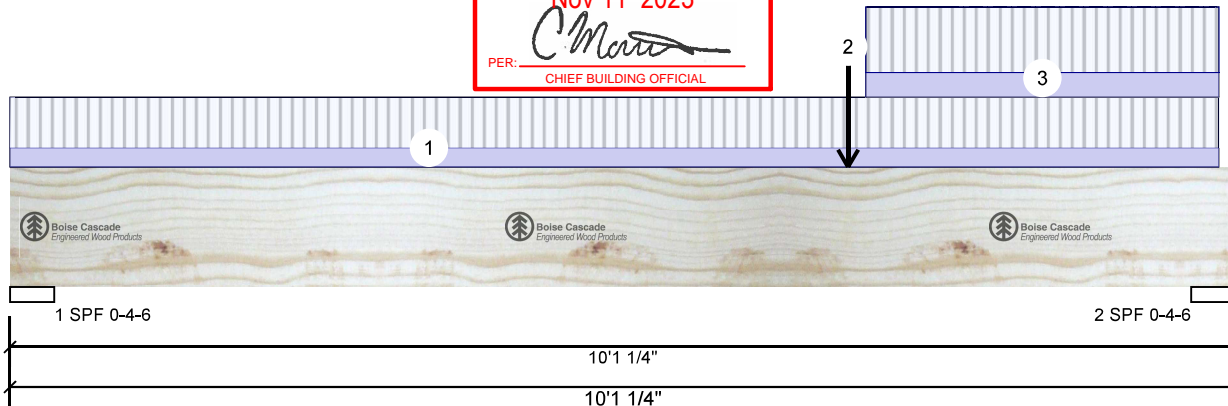 Nov 11 2025
PER:
CHIEF BUILDING OFFICIAL
2
3
1
Boise Cascade
Engineered Wood Products
Boise Cascade
Engineered Wood Products
Boise Cascade
Engineered Wood Products
1 SPF 0-4-6
2 SPF 0-4-6
10'1 1/4"
10'1 1/4"